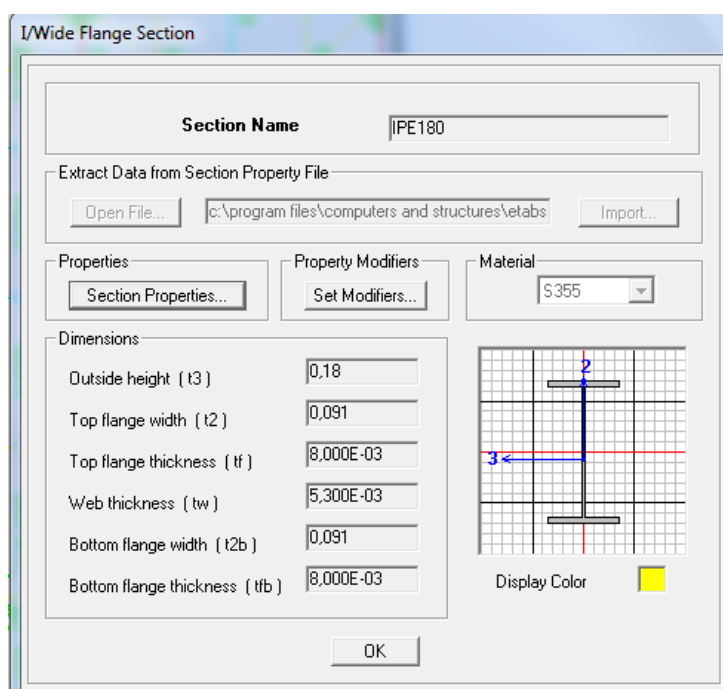 I/Wide Flange Section
Section Name IPE180
Extract Data from Section Property File
Open File... c:\program files\computers and structures\etabs Import...
Properties Property Modifiers Material
Section Properties... Set Modifiers... S355
Dimensions
Outside height ( t3 ) 0,18
Top flange width ( t2 ) 0,091
Top flange thickness ( tf ) 8,000E-03
Web thickness ( tw ) 5,300E-03
Bottom flange width ( t2b ) 0,091
Bottom flange thickness ( tfb ) 8,000E-03
2
3
Display Color
OK